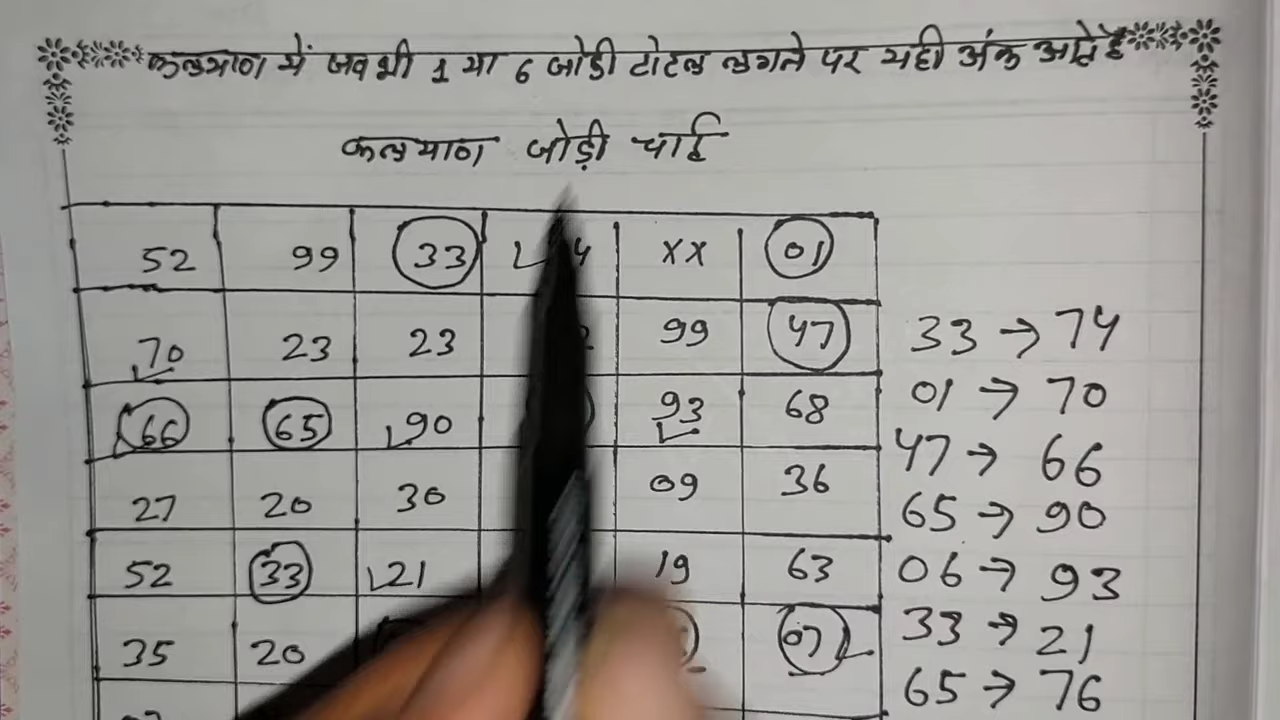 कल्याण में जब भी 1 या 6 जोड़ी टोटल लगने पर यही अंक आते है
कल्याण जोड़ी चार्ट
52 99 33 XX 01
70 23 23 99 47
66 65 90 93 68
27 20 30 09 36
52 33 21 19 63
35 20 07
33 → 74
01 → 70
47 → 66
65 → 90
06 → 93
33 → 21
65 → 76